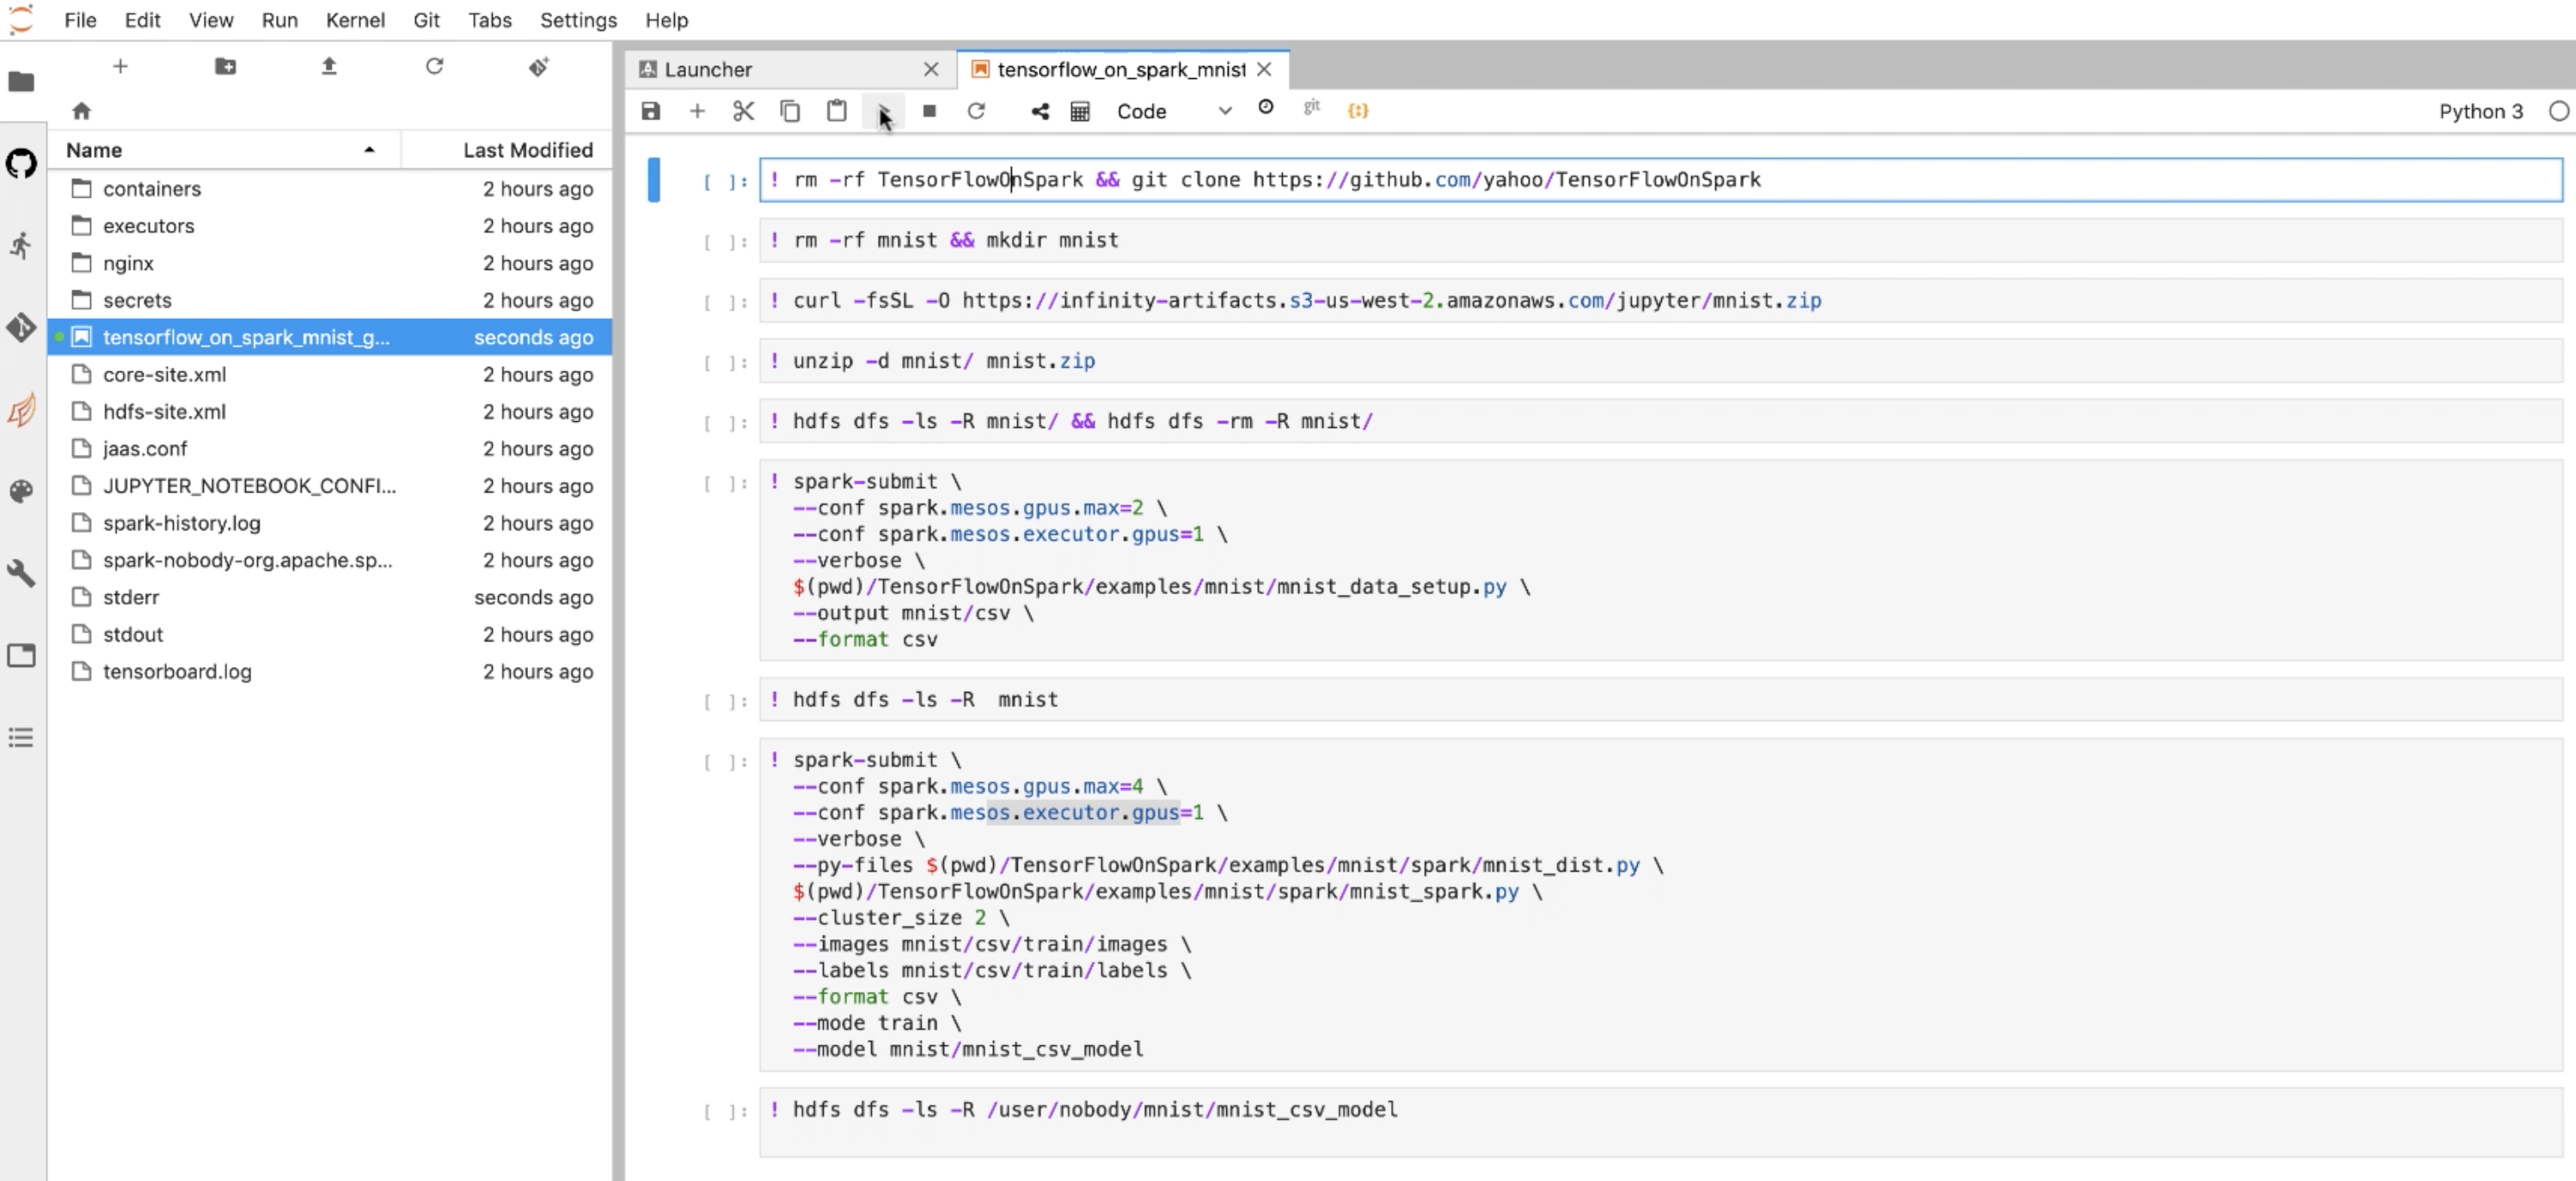 File Edit View Run Kernel Git Tabs Settings Help
Launcher
tensorflow_on_spark_mnist
Code
git
Python 3
Name Last Modified
containers 2 hours ago
executors 2 hours ago
nginx 2 hours ago
secrets 2 hours ago
tensorflow_on_spark_mnist_g... seconds ago
core-site.xml 2 hours ago
hdfs-site.xml 2 hours ago
jaas.conf 2 hours ago
JUPYTER_NOTEBOOK_CONFI... 2 hours ago
spark-history.log 2 hours ago
spark-nobody-org.apache.sp... 2 hours ago
stderr seconds ago
stdout 2 hours ago
tensorboard.log 2 hours ago
[ ]: ! rm -rf TensorFlowOnSpark && git clone https://github.com/yahoo/TensorFlowOnSpark
[ ]: ! rm -rf mnist && mkdir mnist
[ ]: ! curl -fsSL -O https://infinity-artifacts.s3-us-west-2.amazonaws.com/jupyter/mnist.zip
[ ]: ! unzip -d mnist/ mnist.zip
[ ]: ! hdfs dfs -ls -R mnist/ && hdfs dfs -rm -R mnist/
[ ]: ! spark-submit \
--conf spark.mesos.gpus.max=2 \
--conf spark.mesos.executor.gpus=1 \
--verbose \
$(pwd)/TensorFlowOnSpark/examples/mnist/mnist_data_setup.py \
--output mnist/csv \
--format csv
[ ]: ! hdfs dfs -ls -R  mnist
[ ]: ! spark-submit \
--conf spark.mesos.gpus.max=4 \
--conf spark.mesos.executor.gpus=1 \
--verbose \
--py-files $(pwd)/TensorFlowOnSpark/examples/mnist/spark/mnist_dist.py \
$(pwd)/TensorFlowOnSpark/examples/mnist/spark/mnist_spark.py \
--cluster_size 2 \
--images mnist/csv/train/images \
--labels mnist/csv/train/labels \
--format csv \
--mode train \
--model mnist/mnist_csv_model
[ ]: ! hdfs dfs -ls -R /user/nobody/mnist/mnist_csv_model